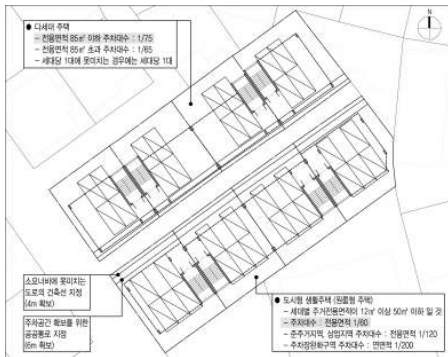 N
● 다세대 주택
- 전용면적 85㎡ 이하 주차대수 : 1/75
- 전용면적 85㎡ 초과 주차대수 : 1/65
- 세대당 1대에 못미치는 경우에는 세대당 1대
소요너비에 못미치는
도로의 건축선 지정
(4m 확보)
주차공간 확보를 위한
공공통로 지정
(6m 확보)
● 도시형 생활주택 (원룸형 주택)
- 세대별 주거전용면적이 12㎡ 이상 50㎡ 이하 일 것
- 주차대수 : 전용면적 1/60
- 준주거지역, 상업지역 주차대수 : 전용면적 1/120
- 주차장완화구역 주차대수 : 연면적 1/200